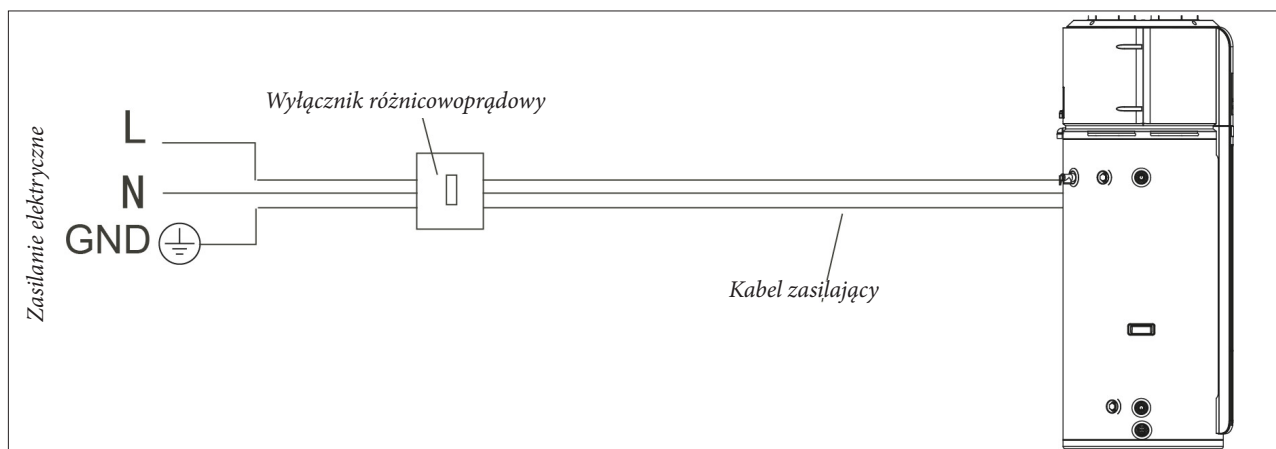 Zasilanie elektryczne
L
N
GND
Wyłącznik różnicowoprądowy
Kabel zasilający